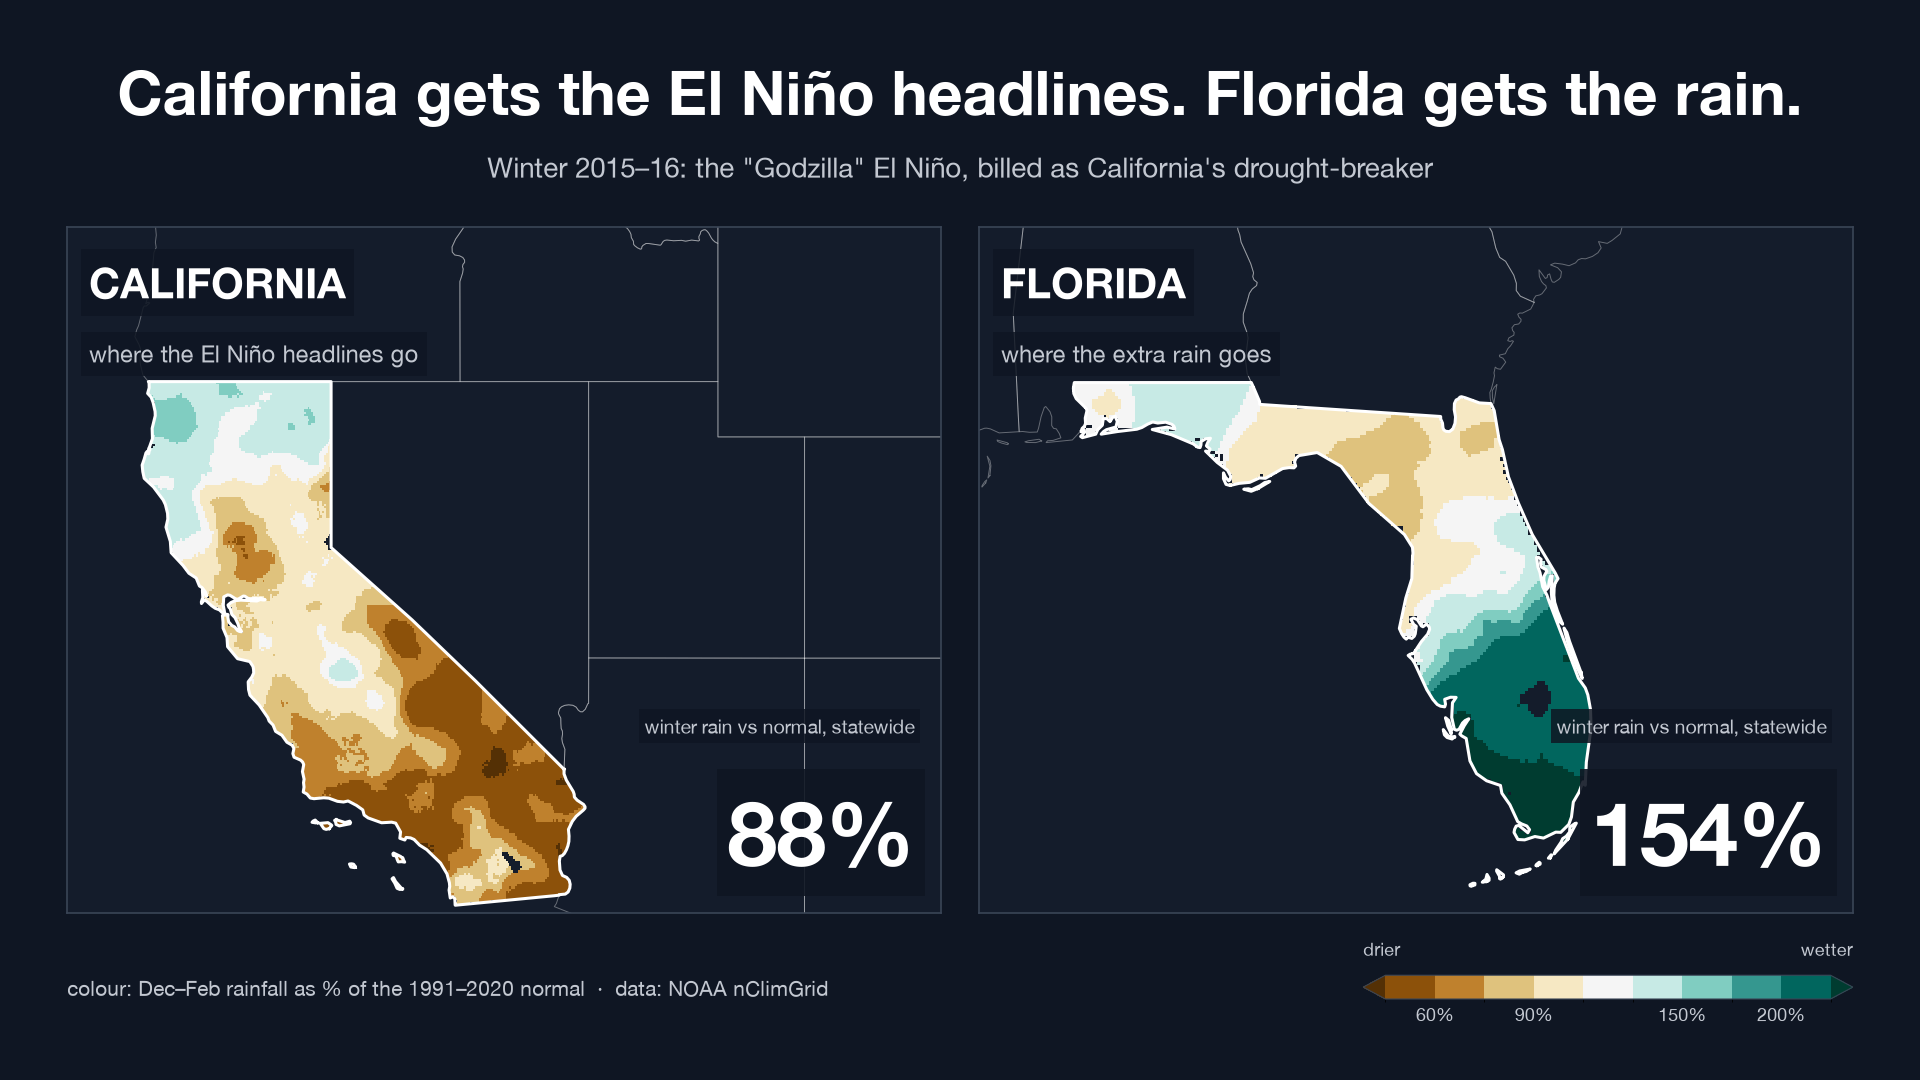 California gets the El Niño headlines. Florida gets the rain.
Winter 2015–16: the "Godzilla" El Niño, billed as California's drought-breaker
CALIFORNIA
where the El Niño headlines go
winter rain vs normal, statewide
88%
FLORIDA
where the extra rain goes
winter rain vs normal, statewide
154%
drier wetter
60% 90% 150% 200%
colour: Dec–Feb rainfall as % of the 1991–2020 normal · data: NOAA nClimGrid